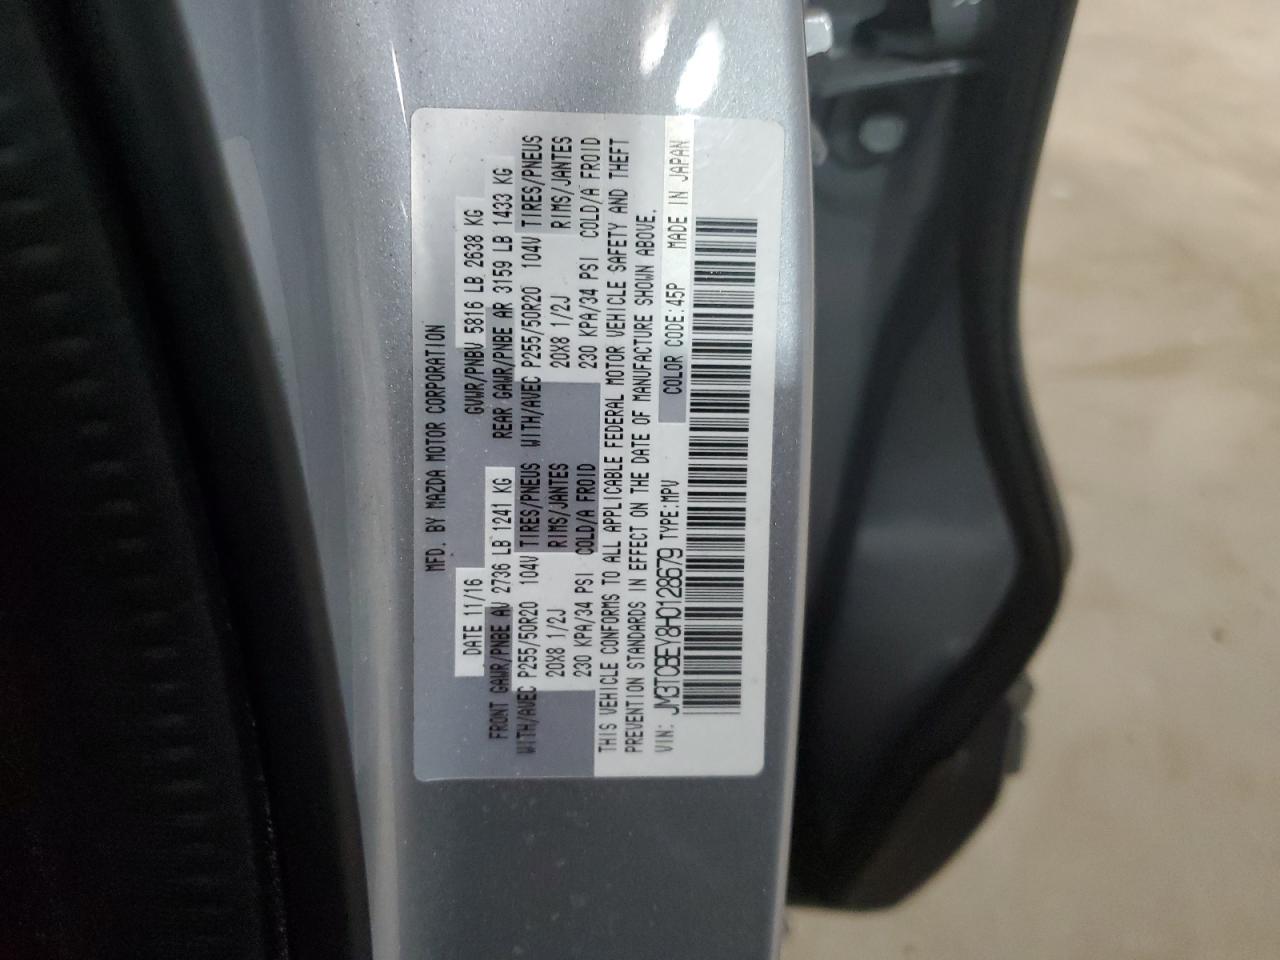 MFD. BY MAZDA MOTOR CORPORATION
DATE 11/16 GVWR/PNBV 5816 LB 2638 KG
FRONT GAWR/PNBE AV 2736 LB 1241 KG REAR GAWR/PNBE AR 3159 LB 1433 KG
WITH/AVEC P255/50R20 104V TIRES/PNEUS WITH/AVEC P255/50R20 104V TIRES/PNEUS
20X8 1/2J RIMS/JANTES 20X8 1/2J RIMS/JANTES
230 KPA/34 PSI COLD/A FROID 230 KPA/34 PSI COLD/A FROID
THIS VEHICLE CONFORMS TO ALL APPLICABLE FEDERAL MOTOR VEHICLE SAFETY AND THEFT
PREVENTION STANDARDS IN EFFECT ON THE DATE OF MANUFACTURE SHOWN ABOVE.
VIN: JM3TCBEY8H0128679 TYPE:MPV COLOR CODE:45P MADE IN JAPAN